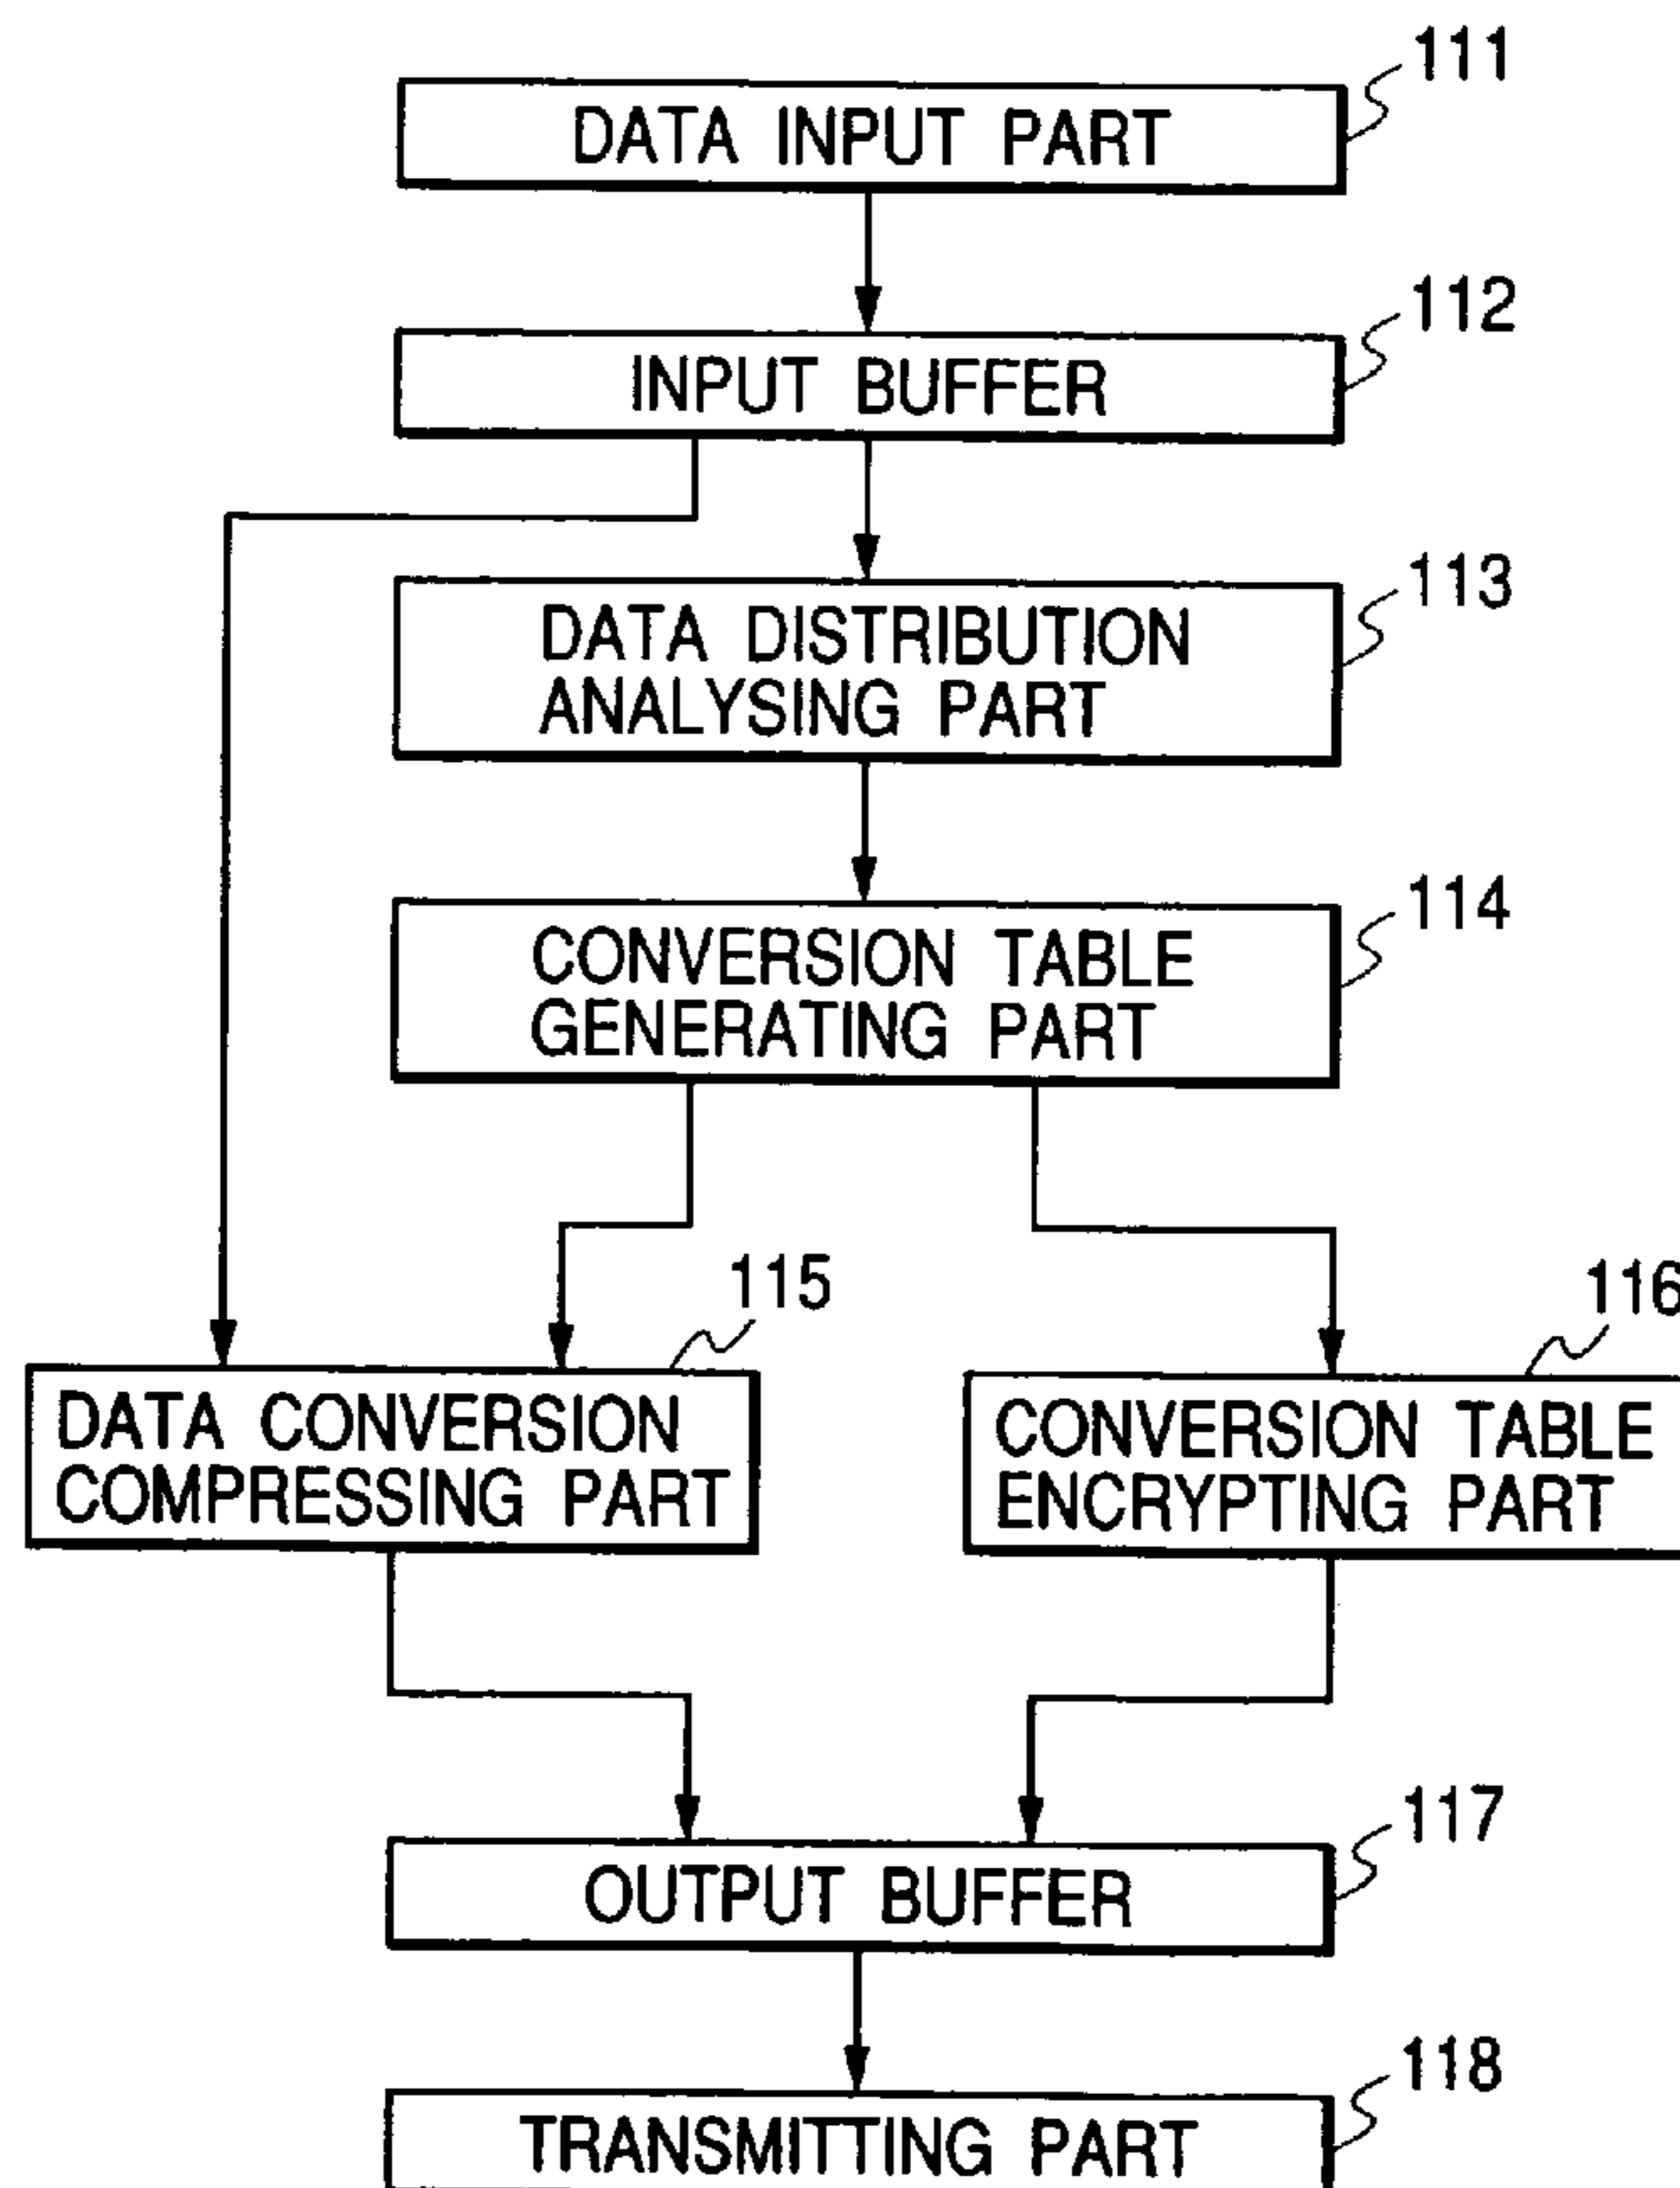 111
DATA INPUT PART
112
INPUT BUFFER
113
DATA DISTRIBUTION
ANALYSING PART
114
CONVERSION TABLE
GENERATING PART
115
116
DATA CONVERSION
COMPRESSING PART
CONVERSION TABLE
ENCRYPTING PART
117
OUTPUT BUFFER
118
TRANSMITTING PART